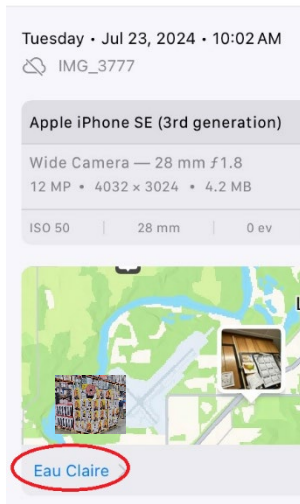 Tuesday • Jul 23, 2024 • 10:02 AM
IMG_3777
Apple iPhone SE (3rd generation)
Wide Camera — 28 mm ƒ1.8
12 MP • 4032 × 3024 • 4.2 MB
ISO 50 | 28 mm | 0 ev
L
Eau Claire